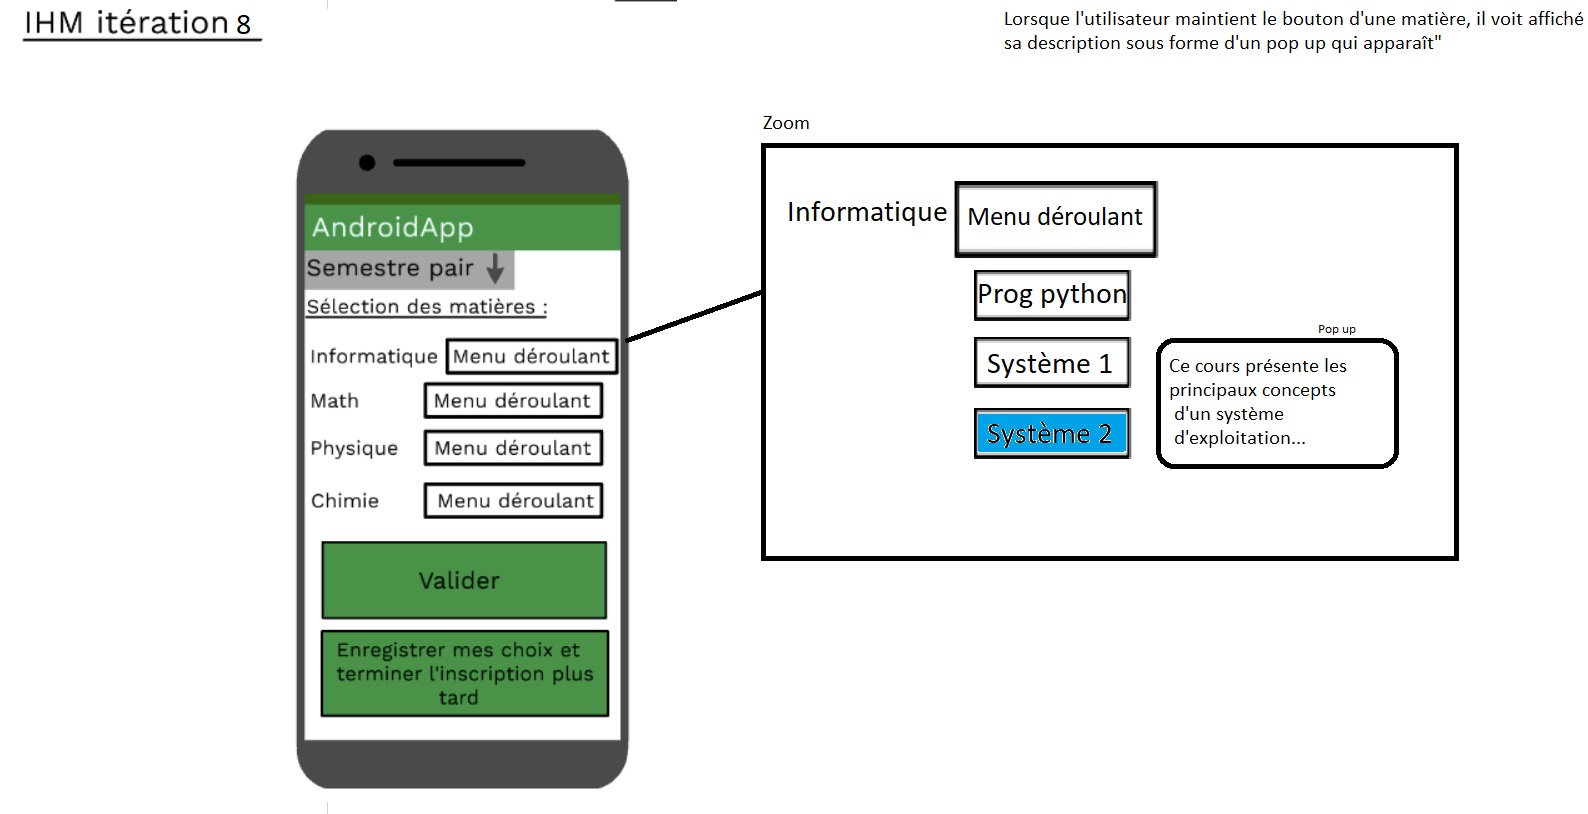 IHM itération 8
Lorsque l'utilisateur maintient le bouton d'une matière, il voit affiché
sa description sous forme d'un pop up qui apparaît"
AndroidApp
Semestre pair
Sélection des matières :
Informatique Menu déroulant
Math Menu déroulant
Physique Menu déroulant
Chimie Menu déroulant
Valider
Enregistrer mes choix et
terminer l'inscription plus
tard
Zoom
Informatique Menu déroulant
Prog python
Système 1
Système 2
Pop up
Ce cours présente les
principaux concepts
d'un système
d'exploitation...